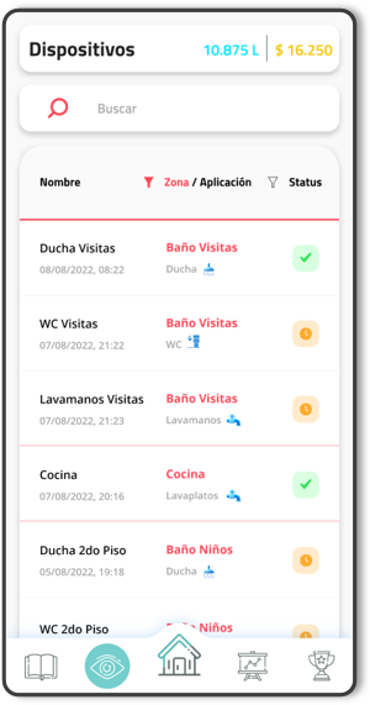 Dispositivos 10.875 L $ 16.250
Buscar
Nombre Zona / Aplicación Status
Ducha Visitas Baño Visitas
08/08/2022, 08:22 Ducha
WC Visitas Baño Visitas
07/08/2022, 21:22 WC
Lavamanos Visitas Baño Visitas
07/08/2022, 21:23 Lavamanos
Cocina Cocina
07/08/2022, 20:16 Lavaplatos
Ducha 2do Piso Baño Niños
05/08/2022, 19:18 Ducha
WC 2do Piso Niños